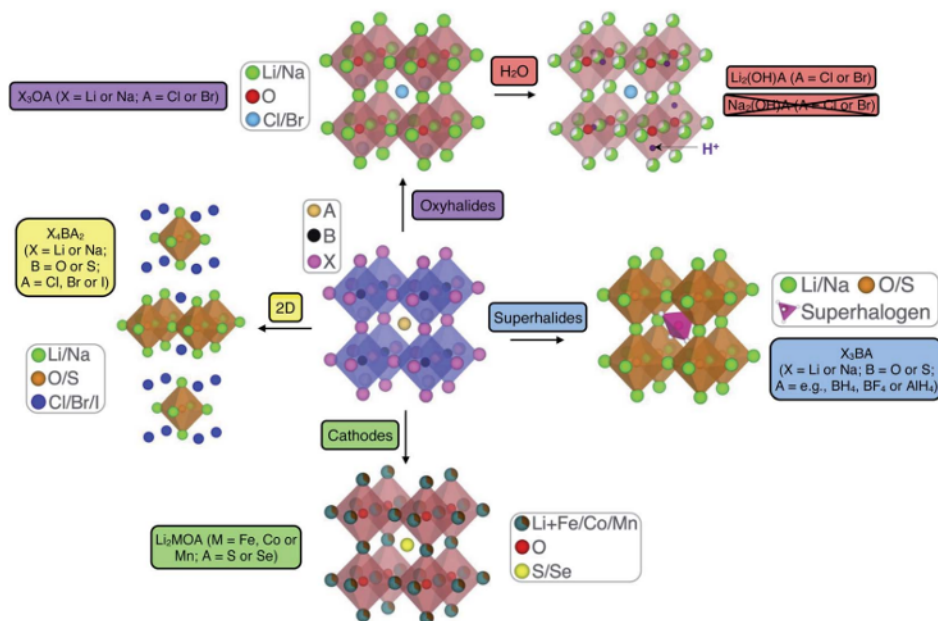 X₃OA (X = Li or Na; A = Cl or Br)
Li/Na
O
Cl/Br
H₂O
Li₂(OH)A (A = Cl or Br)
Na₂(OH)A (A = Cl or Br)
H⁺
Oxyhalides
A
B
X
X₄BA₂
(X = Li or Na;
B = O or S;
A = Cl, Br or I)
2D
Li/Na
O/S
Cl/Br/I
Superhalides
Li/Na O/S
Superhalogen
X₃BA
(X = Li or Na; B = O or S;
A = e.g., BH₄, BF₄ or AlH₄)
Cathodes
Li₂MOA (M = Fe, Co or
Mn; A = S or Se)
Li+Fe/Co/Mn
O
S/Se